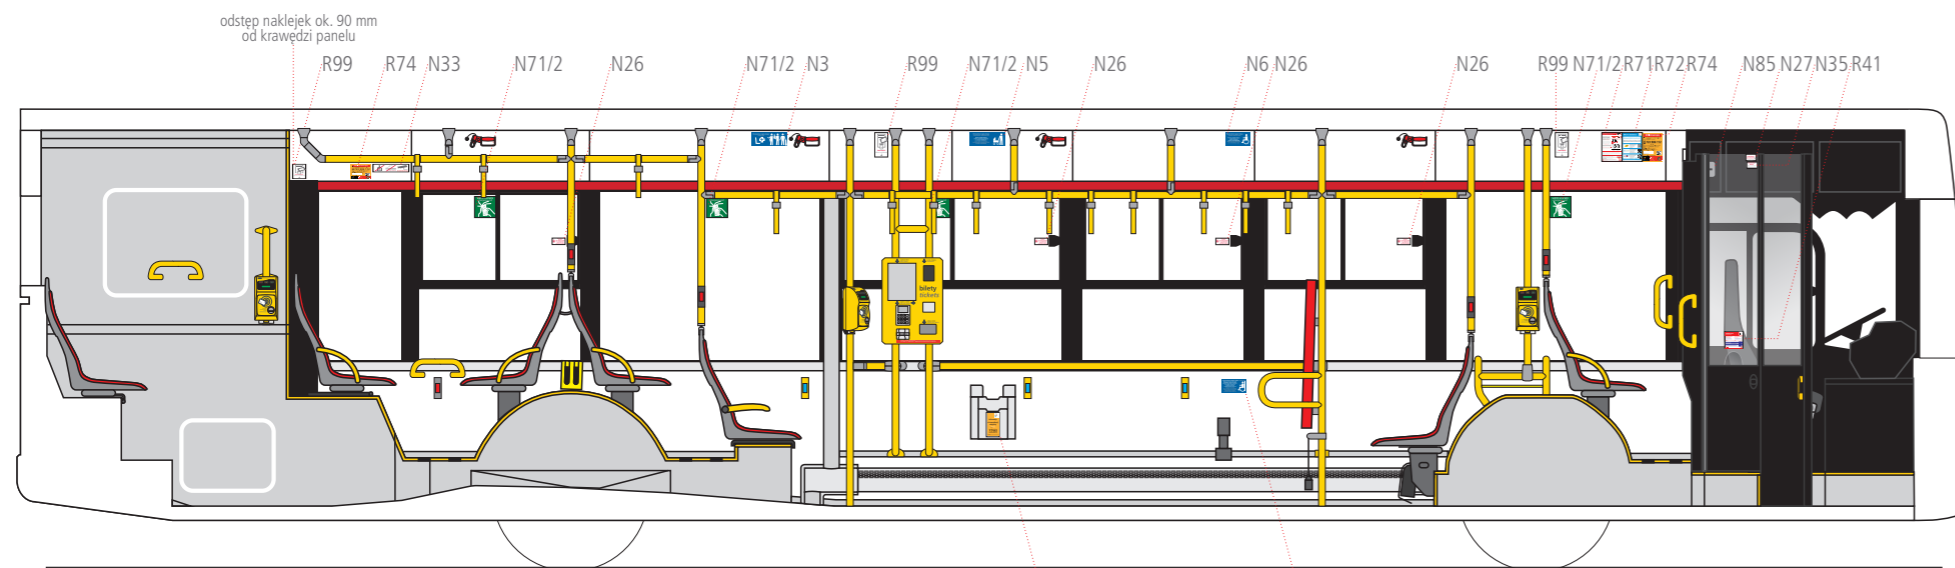 odstęp naklejek ok. 90 mm
od krawędzi panelu
R99 R74 N33 N71/2 N26 N71/2 N3 R99 N71/2 N5 N26 N6 N26 N26 R99 N71/2 R71 R72 R74 N85 N27 N35 R41
bilety
tickets